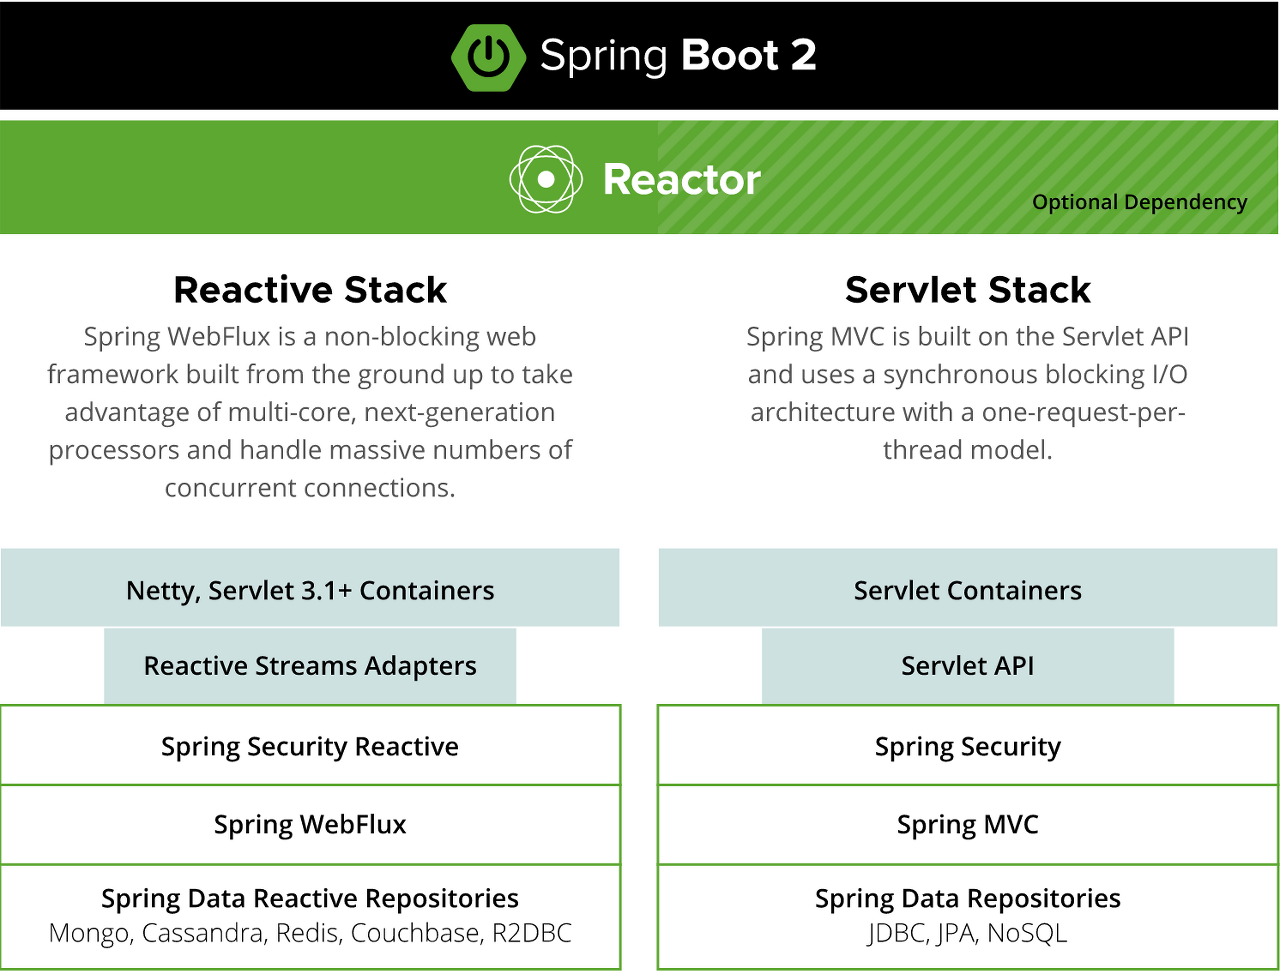 Spring Boot 2
Reactor
Optional Dependency
Reactive Stack
Spring WebFlux is a non-blocking web
framework built from the ground up to take
advantage of multi-core, next-generation
processors and handle massive numbers of
concurrent connections.
Servlet Stack
Spring MVC is built on the Servlet API
and uses a synchronous blocking I/O
architecture with a one-request-per-
thread model.
Netty, Servlet 3.1+ Containers
Reactive Streams Adapters
Spring Security Reactive
Spring WebFlux
Spring Data Reactive Repositories
Mongo, Cassandra, Redis, Couchbase, R2DBC
Servlet Containers
Servlet API
Spring Security
Spring MVC
Spring Data Repositories
JDBC, JPA, NoSQL